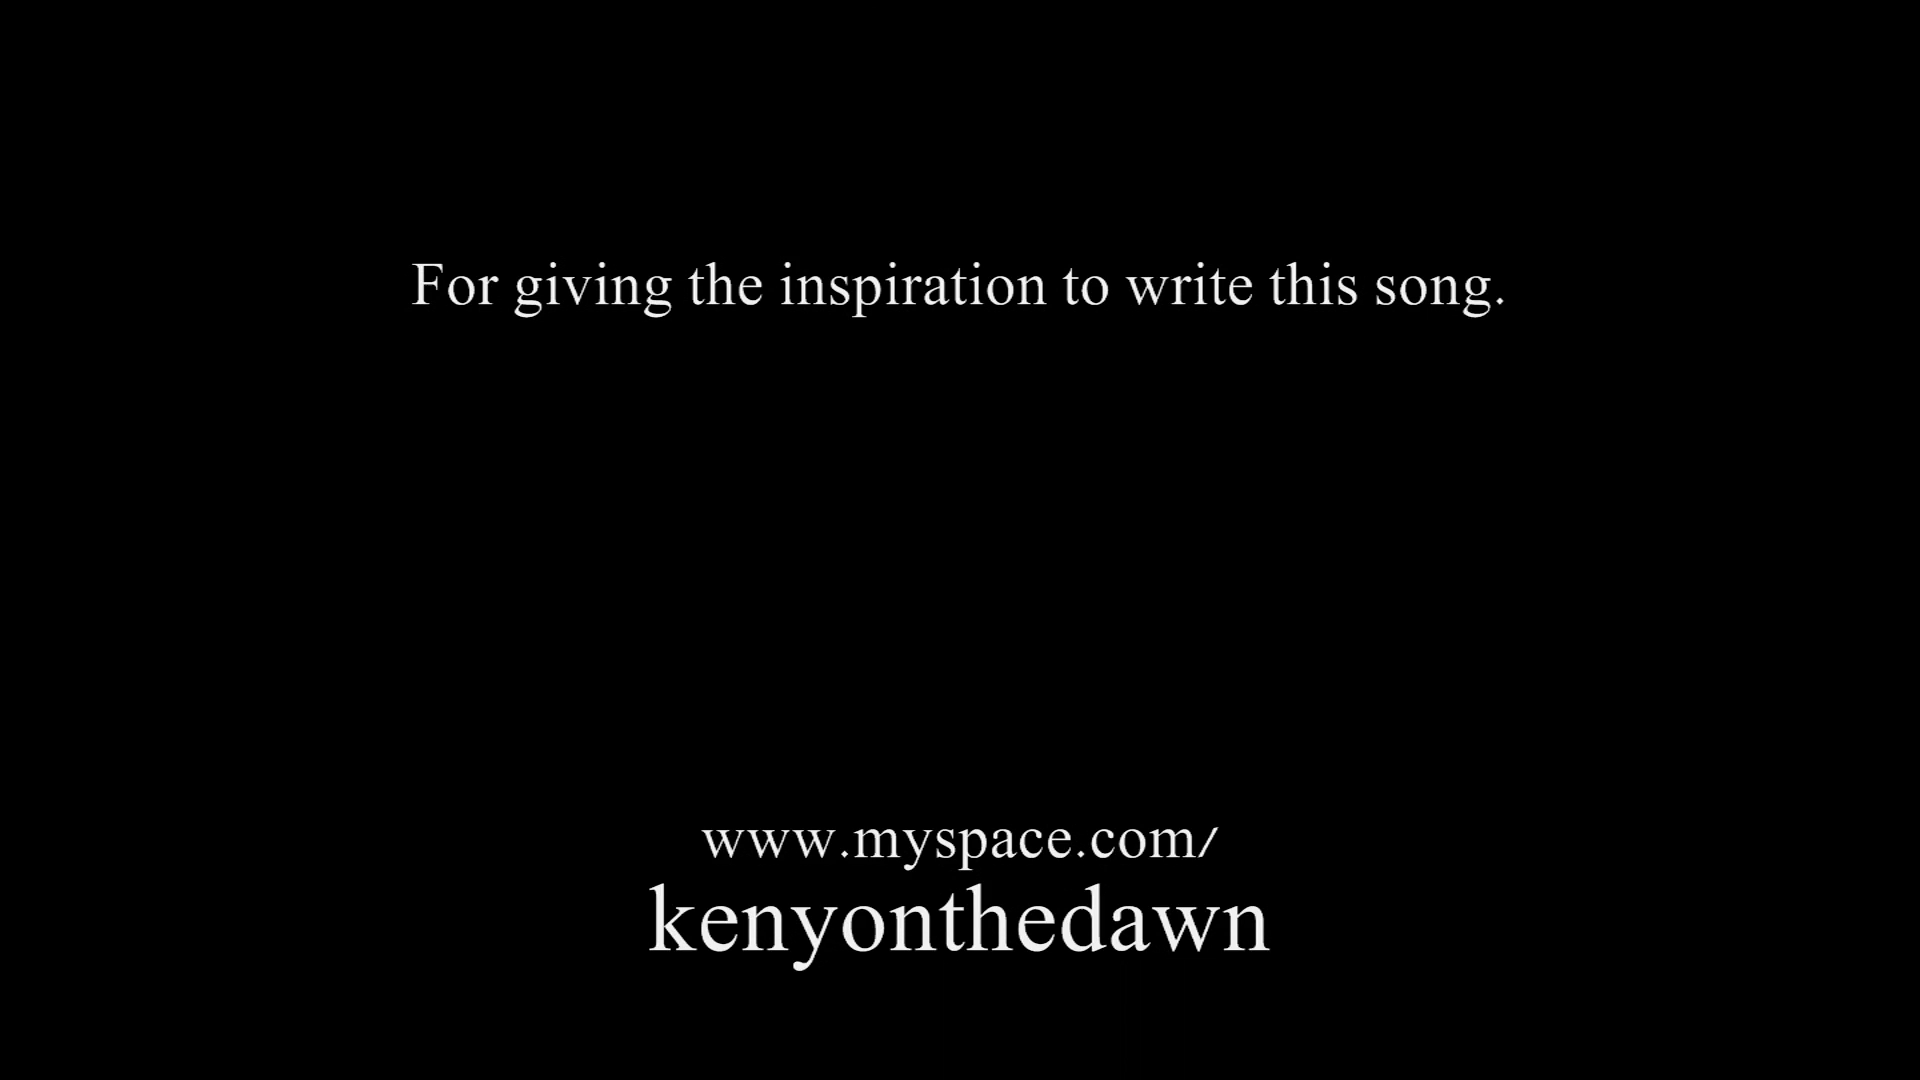 For giving the inspiration to write this song.
www.myspace.com/
kenyonthedawn